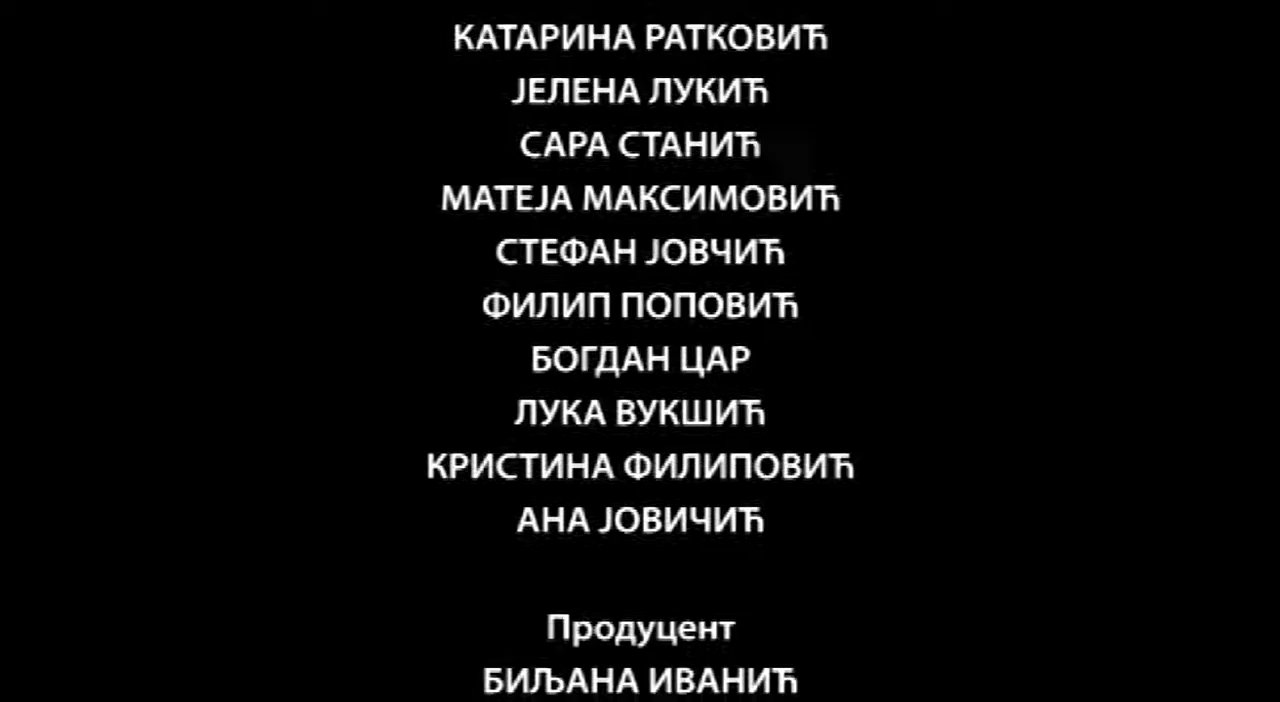 КАТАРИНА РАТКОВИЋ
ЈЕЛЕНА ЛУКИЋ
САРА СТАНИЋ
МАТЕЈА МАКСИМОВИЋ
СТЕФАН ЈОВЧИЋ
ФИЛИП ПОПОВИЋ
БОГДАН ЦАР
ЛУКА ВУКШИЋ
КРИСТИНА ФИЛИПОВИЋ
АНА ЈОВИЧИЋ
Продуцент
БИЉАНА ИВАНИЋ